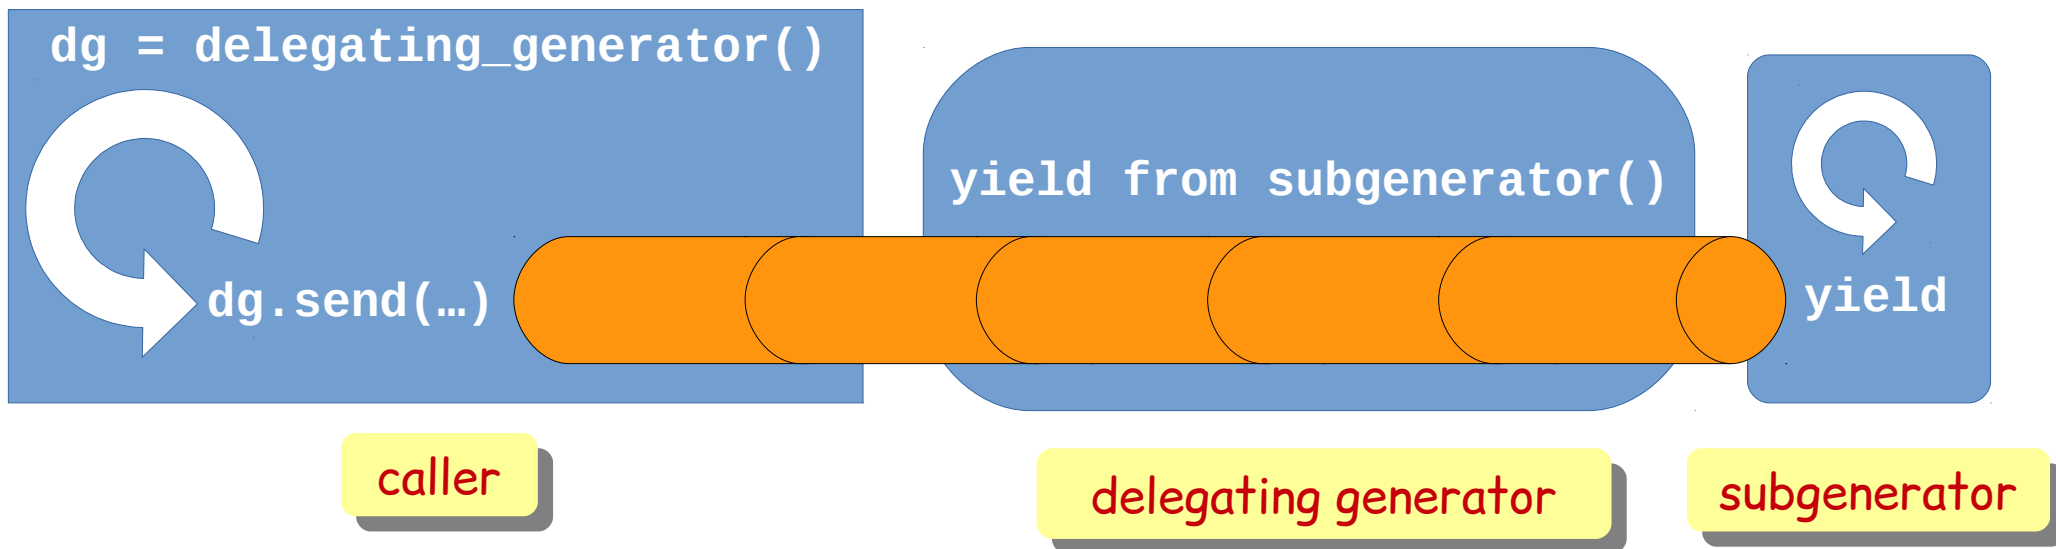 dg = delegating_generator()
yield from subgenerator()
dg.send(…)
yield
caller
delegating generator
subgenerator